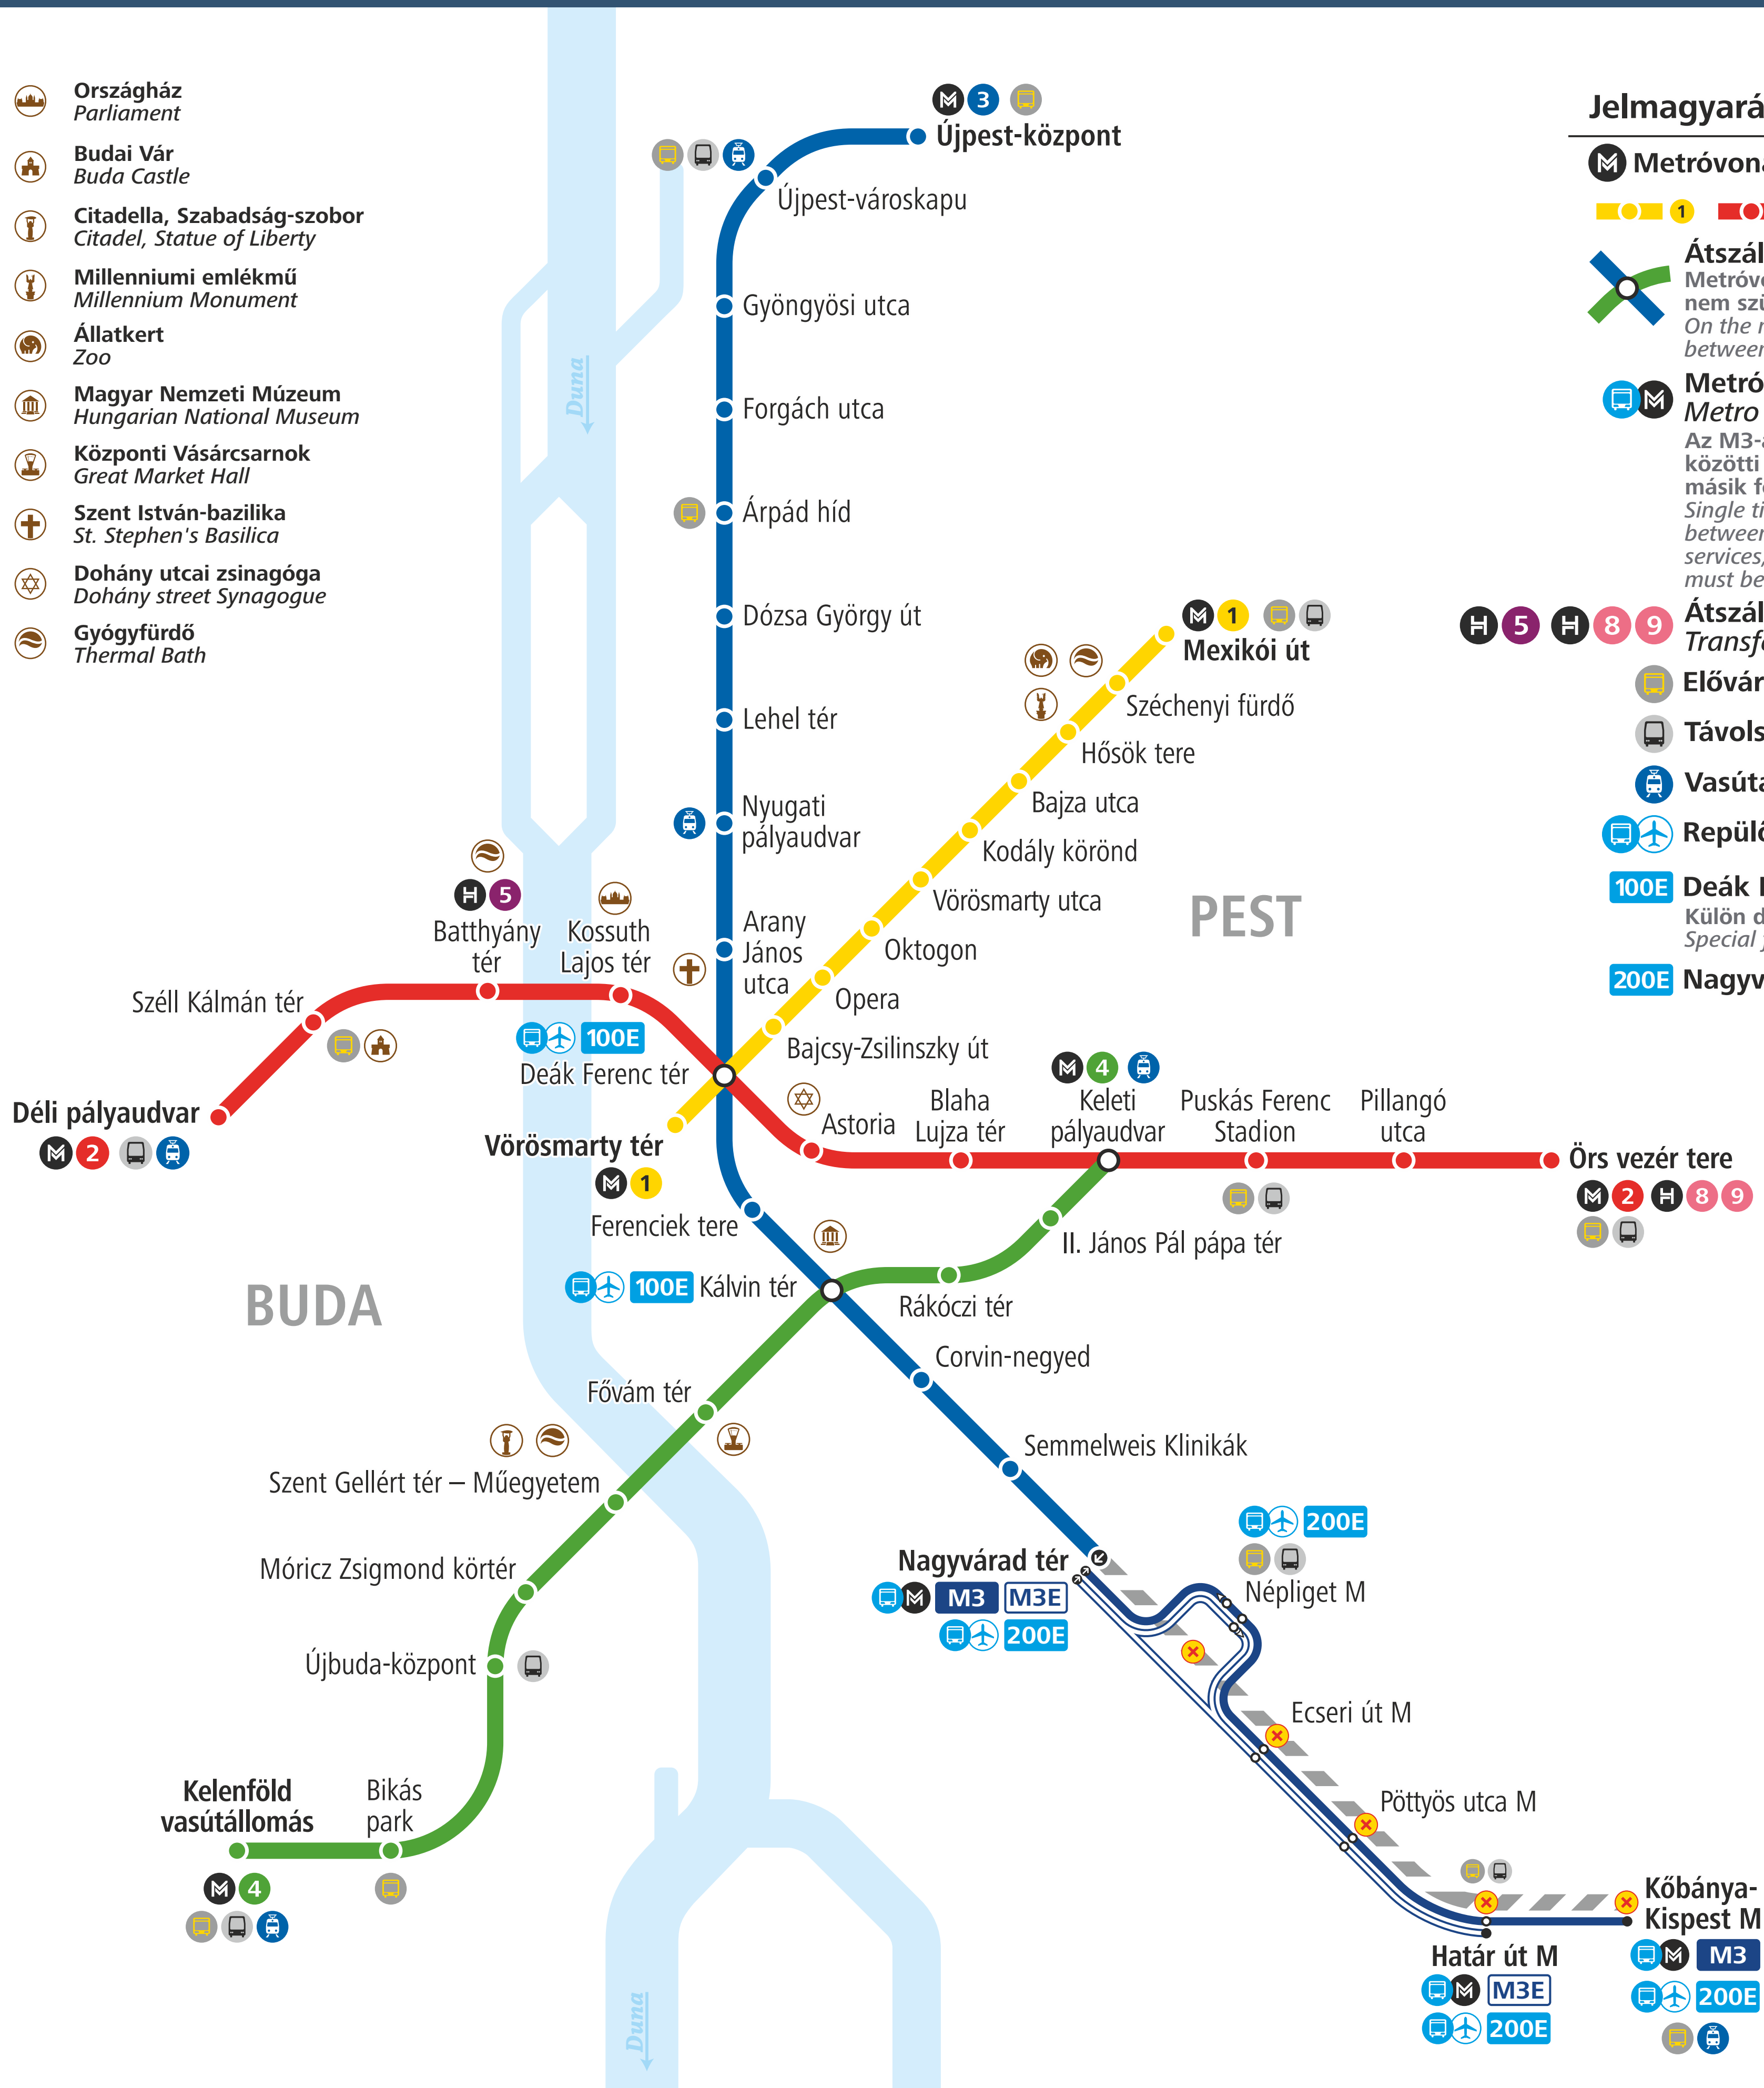 Országház
Parliament
Budai Vár
Buda Castle
Citadella, Szabadság-szobor
Citadel, Statue of Liberty
Millenniumi emlékmű
Millennium Monument
Állatkert
Zoo
Magyar Nemzeti Múzeum
Hungarian National Museum
Központi Vásárcsarnok
Great Market Hall
Szent István-bazilika
St. Stephen's Basilica
Dohány utcai zsinagóga
Dohány street Synagogue
Gyógyfürdő
Thermal Bath
M 3
Újpest-központ
Újpest-városkapu
Gyöngyösi utca
Forgách utca
Árpád híd
Dózsa György út
Lehel tér
Nyugati
pályaudvar
Arany
János
utca
Duna
M 1
Mexikói út
Széchenyi fürdő
Hősök tere
Bajza utca
Kodály körönd
Vörösmarty utca
Oktogon
Opera
Bajcsy-Zsilinszky út
PEST
H 5
Batthyány
tér
Kossuth
Lajos tér
Széll Kálmán tér
Déli pályaudvar
M 2
100E
Deák Ferenc tér
Vörösmarty tér
M 1
Astoria
Blaha
Lujza tér
M 4
Keleti
pályaudvar
Puskás Ferenc
Stadion
Pillangó
utca
Örs vezér tere
M 2 H 8 9
Ferenciek tere
II. János Pál pápa tér
100E Kálvin tér
Rákóczi tér
BUDA
Corvin-negyed
Fővám tér
Semmelweis Klinikák
Szent Gellért tér – Műegyetem
Móricz Zsigmond körtér
Újbuda-központ
Kelenföld
vasútállomás
M 4
Bikás
park
Nagyvárad tér
M M3 M3E
200E
200E
Népliget M
Ecseri út M
Pöttyös utca M
Határ út M
M M3E
200E
Kőbánya-
Kispest M
M M3
200E
Duna
Jelmagyará
M Metróvona
1
Átszál
Metróvo
nem szü
On the m
between
M Metró
Metro
Az M3-a
közötti
másik fe
Single ti
between
services,
must be
H 5 H 8 9 Átszál
Transfe
Elővár
Távols
Vasúta
Repülő
100E Deák F
Külön d
Special f
200E Nagyv